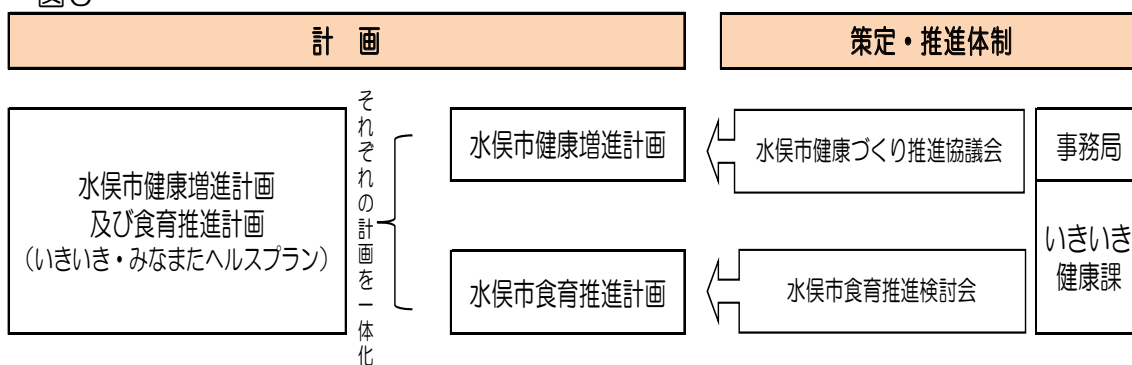 計 画
策定・推進体制
水俣市健康増進計画
及び食育推進計画
（いきいき・みなまたヘルスプラン）
それぞれの計画を一体化
水俣市健康増進計画
水俣市健康づくり推進協議会
事務局
水俣市食育推進計画
水俣市食育推進検討会
いきいき
健康課